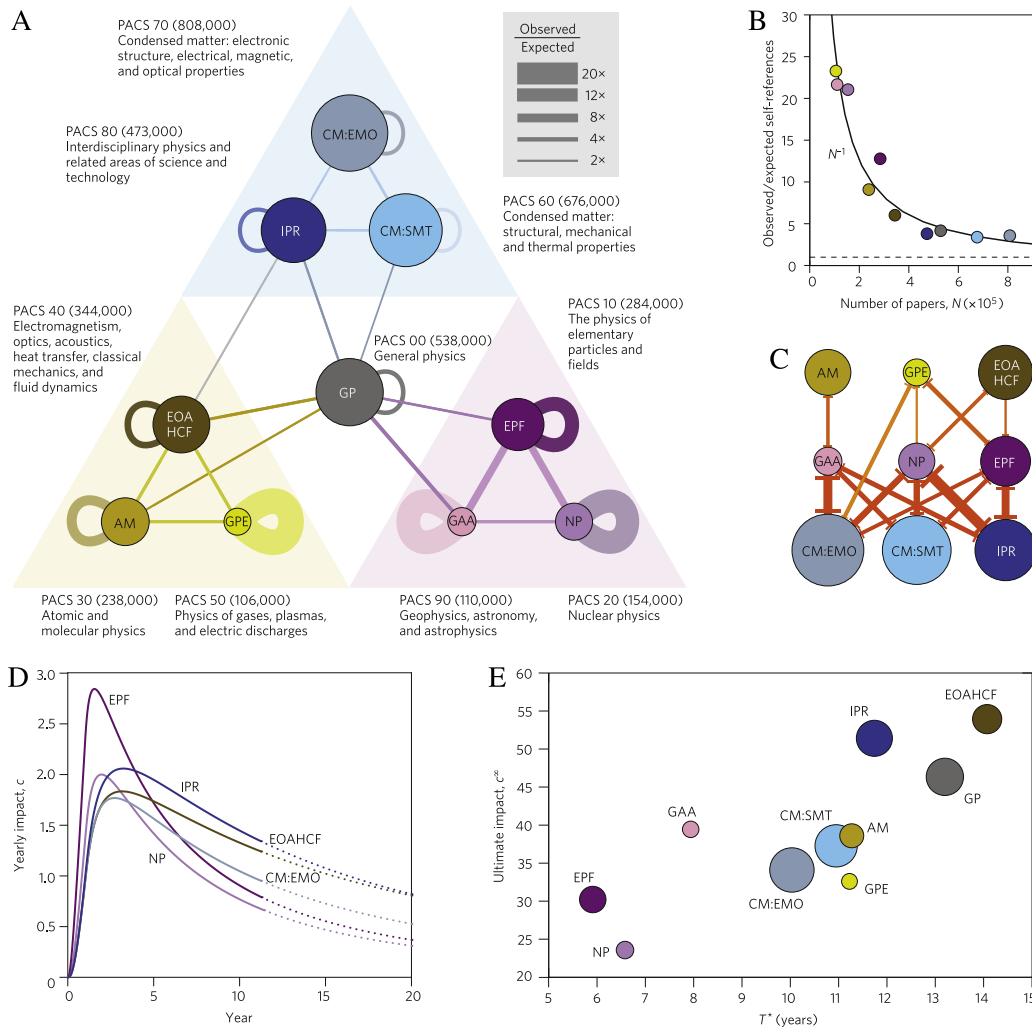 A
PACS 70 (808,000)
Condensed matter: electronic
structure, electrical, magnetic,
and optical properties
PACS 80 (473,000)
Interdisciplinary physics and
related areas of science and
technology
Observed
Expected
20×
12×
8×
4×
2×
PACS 60 (676,000)
Condensed matter:
structural, mechanical
and thermal properties
CM:EMO
IPR
CM:SMT
PACS 40 (344,000)
Electromagnetism,
optics, acoustics,
heat transfer, classical
mechanics, and
fluid dynamics
PACS 00 (538,000)
General physics
PACS 10 (284,000)
The physics of
elementary
particles and
fields
GP
EOA
HCF
EPF
AM
GPE
GAA
NP
PACS 30 (238,000)
Atomic and
molecular physics
PACS 50 (106,000)
Physics of gases, plasmas,
and electric discharges
PACS 90 (110,000)
Geophysics, astronomy,
and astrophysics
PACS 20 (154,000)
Nuclear physics
B
Observed/expected self-references
30
25
20
15
10
5
0
N⁻¹
0
2
4
6
8
Number of papers, N (×10⁵)
C
AM
GPE
EOA
HCF
GAA
NP
EPF
CM:EMO
CM:SMT
IPR
D
Yearly impact, c
3.0
2.5
2.0
1.5
1.0
0.5
0
EPF
IPR
EOAHCF
NP
CM:EMO
0
5
10
15
20
Year
E
Ultimate impact, c∞
60
55
50
45
40
35
30
25
20
EOAHCF
IPR
GP
GAA
CM:SMT
AM
EPF
CM:EMO
GPE
NP
5
6
7
8
9
10
11
12
13
14
15
T* (years)